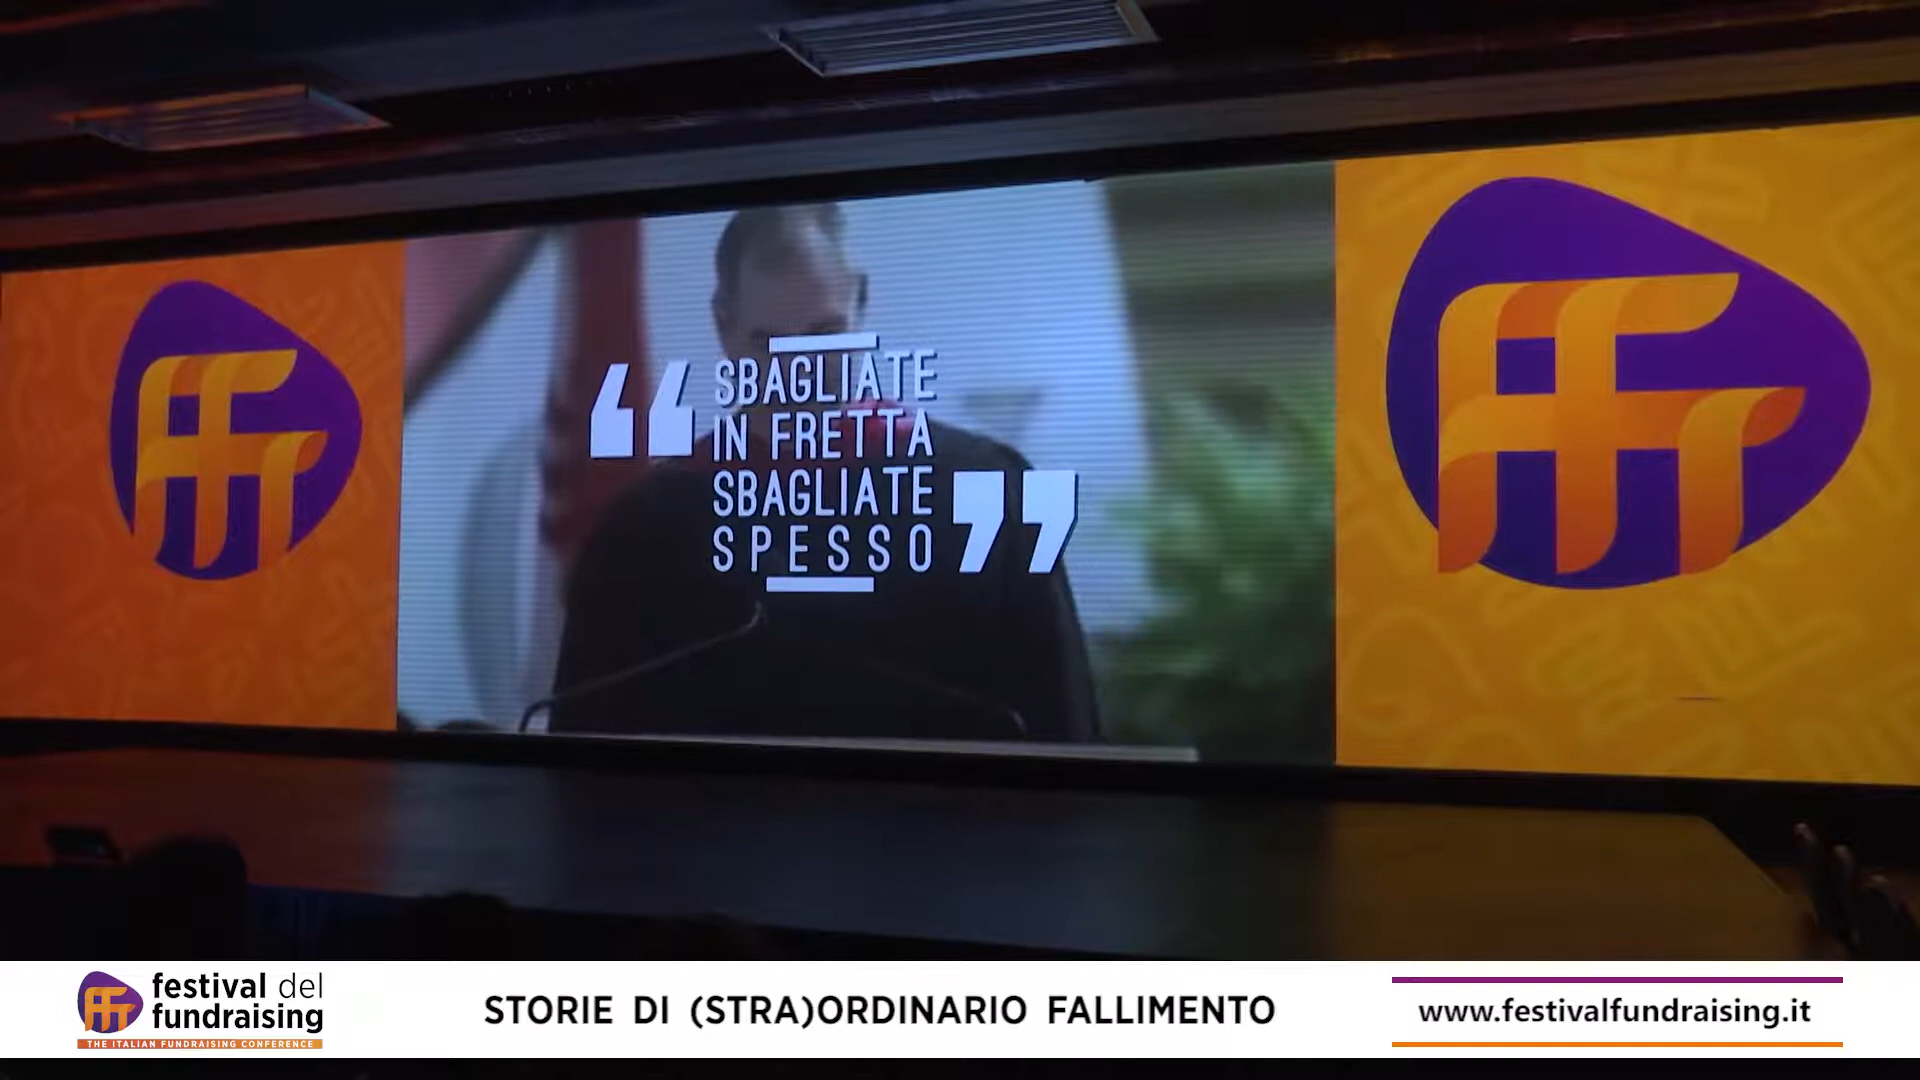 “SBAGLIATE
IN FRETTA
SBAGLIATE
SPESSO”
festival del
fundraising
THE ITALIAN FUNDRAISING CONFERENCE
STORIE DI (STRA)ORDINARIO FALLIMENTO
www.festivalfundraising.it